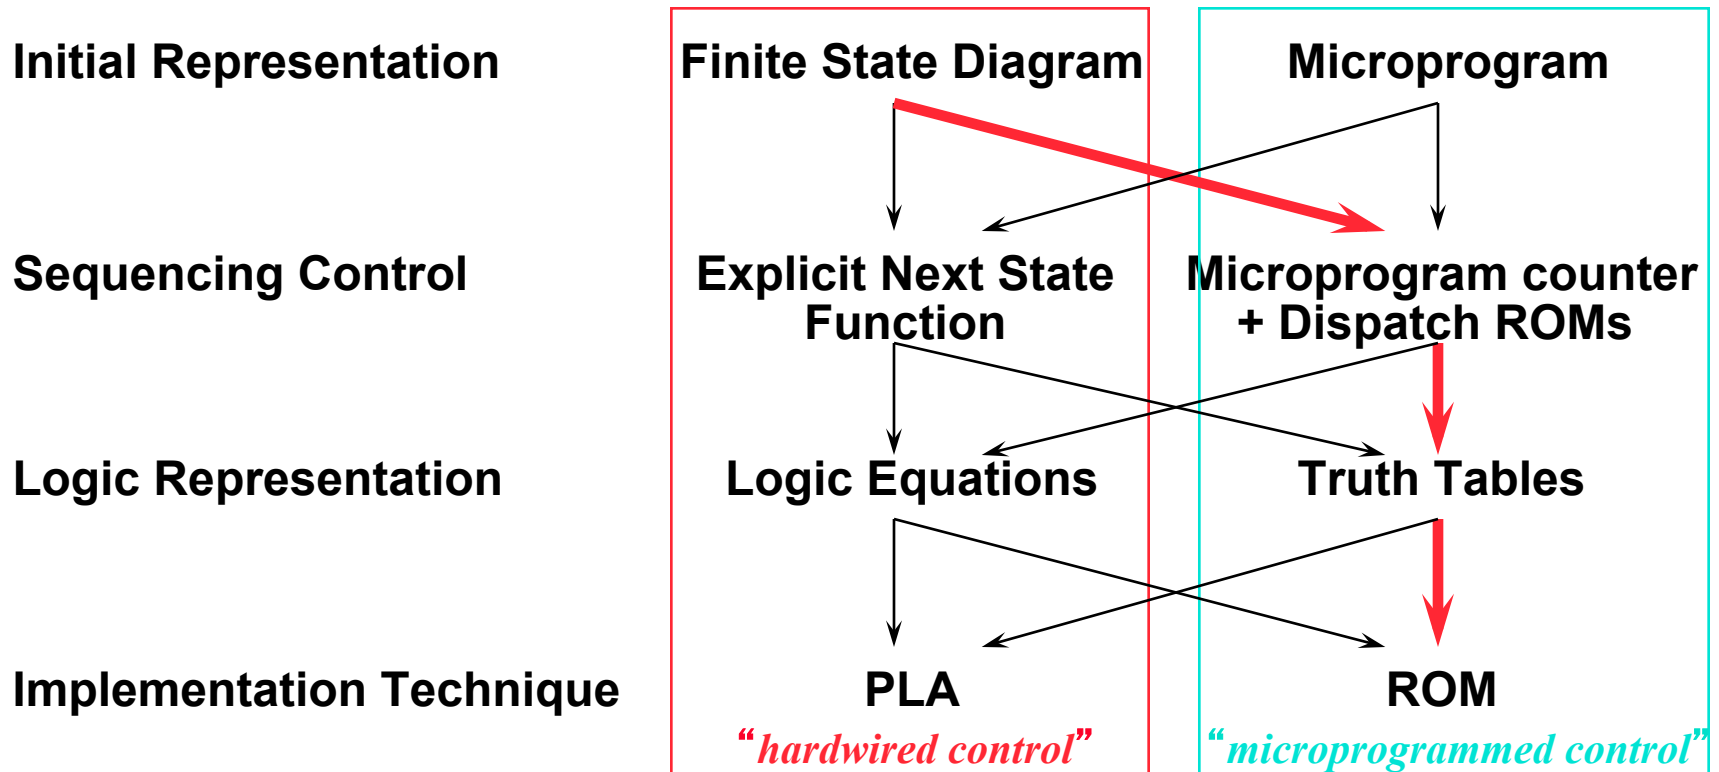 Initial Representation Finite State Diagram Microprogram
Sequencing Control Explicit Next State Microprogram counter
Function + Dispatch ROMs
Logic Representation Logic Equations Truth Tables
Implementation Technique PLA ROM
“hardwired control” “microprogrammed control”